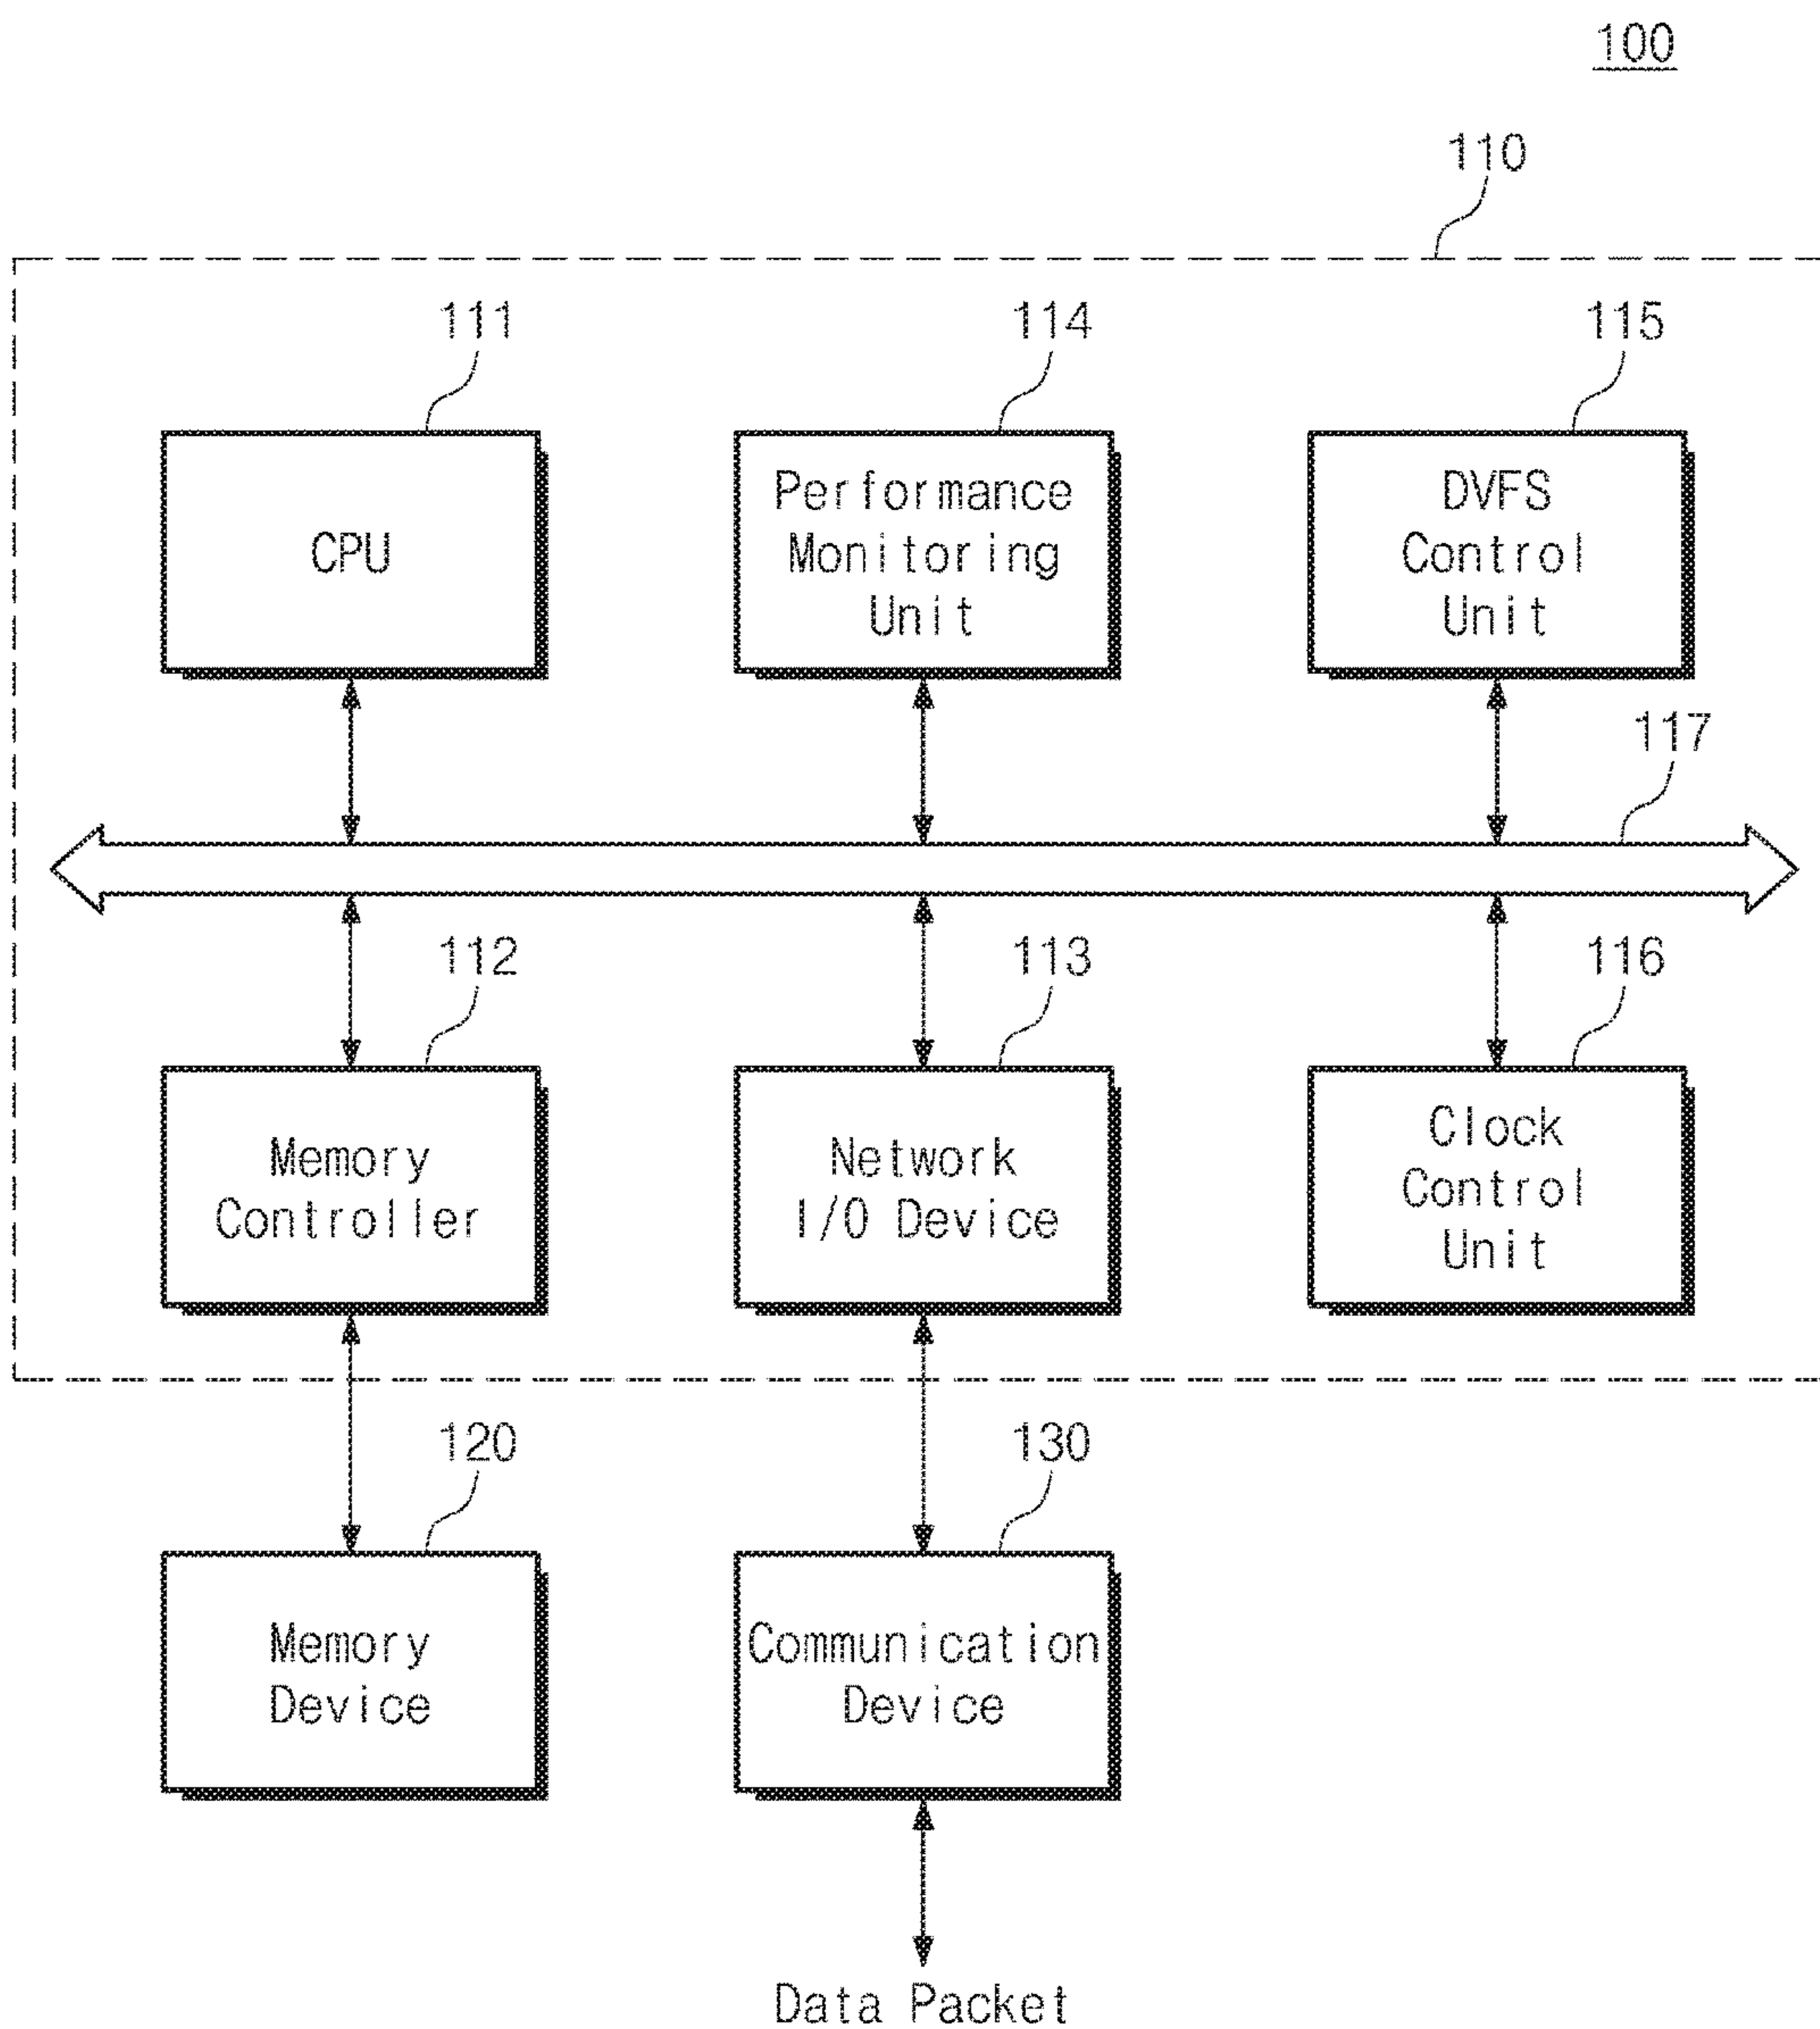 100
110
111
114
115
CPU
Performance
Monitoring
Unit
DVFS
Control
Unit
117
112
113
116
Memory
Controller
Network
I/O Device
Clock
Control
Unit
120
130
Memory
Device
Communication
Device
Data Packet